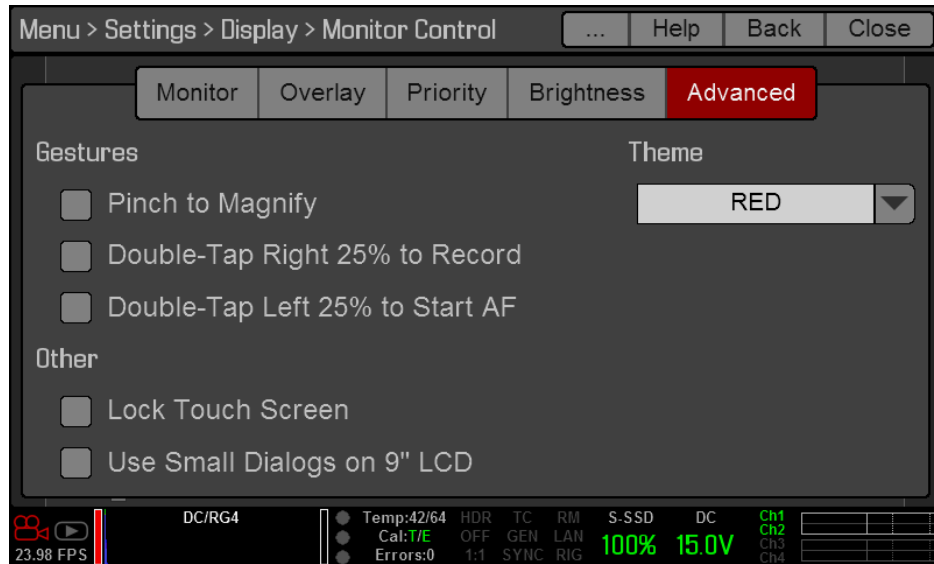 Menu > Settings > Display > Monitor Control ... Help Back Close
Monitor Overlay Priority Brightness Advanced
Gestures Theme
Pinch to Magnify RED
Double-Tap Right 25% to Record
Double-Tap Left 25% to Start AF
Other
Lock Touch Screen
Use Small Dialogs on 9" LCD
DC/RG4 Temp:42/64 HDR TC RM S-SSD DC Ch1
Cal:T/E OFF GEN LAN 100% 15.0V Ch2
23.98 FPS Errors:0 1:1 SYNC RIG Ch3
Ch4